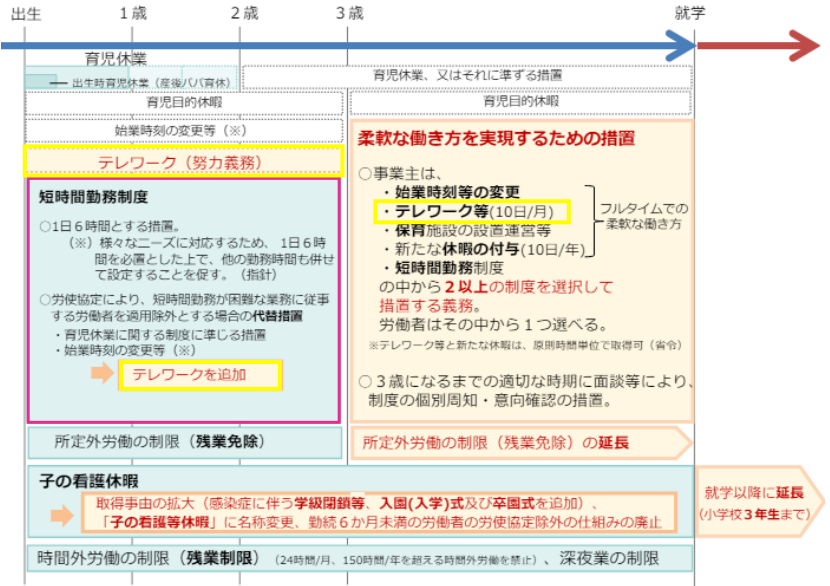 出生 1歳 2歳 3歳 就学
育児休業
出生時育児休業（産後パパ育休）
育児休業、又はそれに準ずる措置
育児目的休暇
育児目的休暇
始業時刻の変更等（※）
テレワーク（努力義務）
短時間勤務制度
○1日６時間とする措置。
（※）様々なニーズに対応するため、 1日６時
間を必置とした上で、他の勤務時間も併せ
て設定することを促す。（指針）
○労使協定により、短時間勤務が困難な業務に従事
する労働者を適用除外とする場合の代替措置
・育児休業に関する制度に準じる措置
・始業時刻の変更等（※）
テレワークを追加
柔軟な働き方を実現するための措置
○事業主は、
・始業時刻等の変更
・テレワーク等(10日/月)
・保育施設の設置運営等
・新たな休暇の付与(10日/年)
・短時間勤務制度
フルタイムでの
柔軟な働き方
の中から２以上の制度を選択して
措置する義務。
労働者はその中から１つ選べる。
※テレワーク等と新たな休暇は、原則時間単位で取得可（省令）
○３歳になるまでの適切な時期に面談等により、
制度の個別周知・意向確認の措置。
所定外労働の制限（残業免除）
所定外労働の制限（残業免除）の延長
子の看護休暇
取得事由の拡大（感染症に伴う学級閉鎖等、入園(入学)式及び卒園式を追加）、
「子の看護等休暇」に名称変更、勤続６か月未満の労働者の労使協定除外の仕組みの廃止
就学以降に延長
(小学校３年生まで）
時間外労働の制限（残業制限）（24時間/月、150時間/年を超える時間外労働を禁止）、深夜業の制限